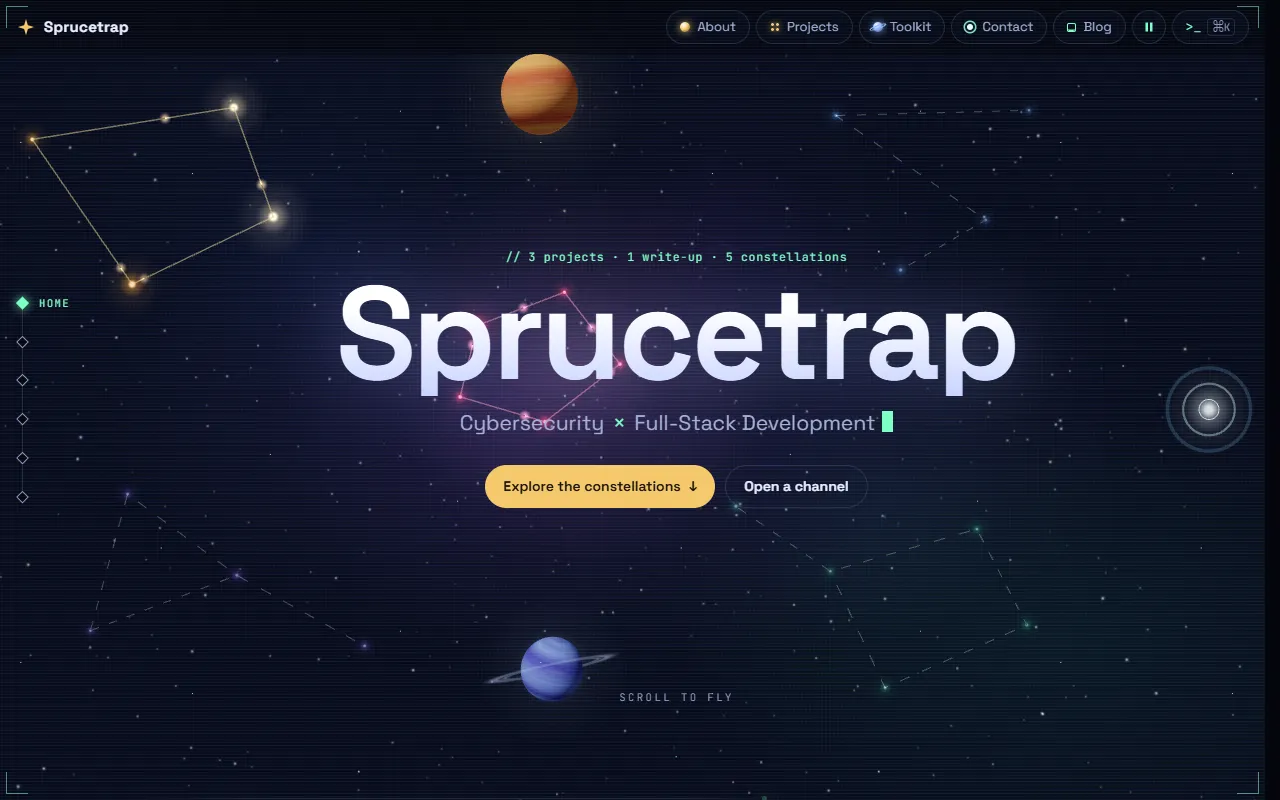 Sprucetrap
About
Projects
Toolkit
Contact
Blog
>_ ⌘K
// 3 projects · 1 write-up · 5 constellations
HOME
Sprucetrap
Cybersecurity × Full-Stack Development
Explore the constellations ↓
Open a channel
SCROLL TO FLY